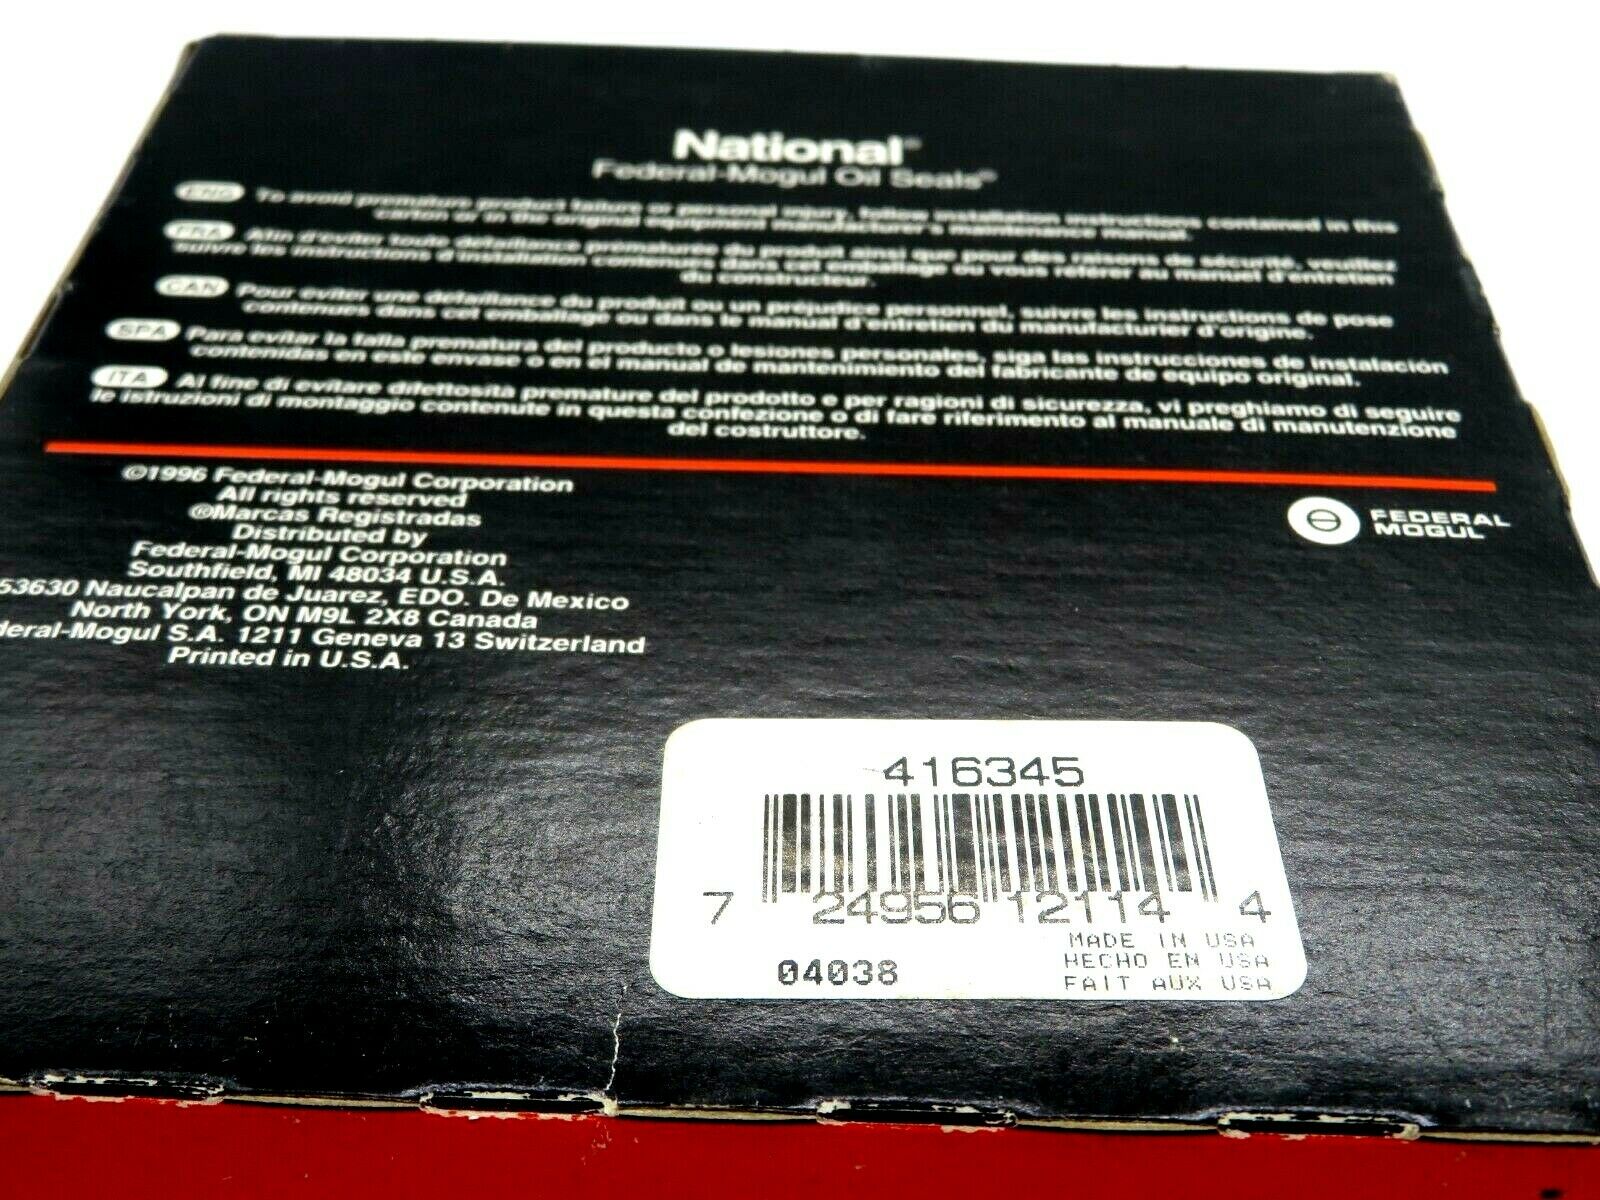 National®
Federal-Mogul Oil Seals®
ENG To avoid premature product failure or personal injury, follow installation instructions contained in this
carton or in the original equipment manufacturer's maintenance manual.
FRA Afin d'éviter toute défaillance prématurée du produit ainsi que pour des raisons de sécurité, veuillez
suivre les instructions d'installation contenues dans cet emballage ou vous référer au manuel d'entretien
du constructeur.
CAN Pour éviter une défaillance du produit ou un préjudice personnel, suivre les instructions de pose
contenues dans cet emballage ou dans le manuel d'entretien du manufacturier d'origine.
SPA Para evitar la falla prematura del producto o lesiones personales, siga las instrucciones de instalación
contenidas en este envase o en el manual de mantenimiento del fabricante de equipo original.
ITA Al fine di evitare difettosità premature del prodotto e per ragioni di sicurezza, vi preghiamo di seguire
le istruzioni di montaggio contenute in questa confezione o di fare riferimento al manuale di manutenzione
del costruttore.
©1996 Federal-Mogul Corporation
All rights reserved
®Marcas Registradas
Distributed by
Federal-Mogul Corporation
Southfield, MI 48034 U.S.A.
53630 Naucalpan de Juarez, EDO. De Mexico
North York, ON M9L 2X8 Canada
deral-Mogul S.A. 1211 Geneva 13 Switzerland
Printed in U.S.A.
FEDERAL
MOGUL
416345
7 24956 12114 4
04038
MADE IN USA
HECHO EN USA
FAIT AUX USA